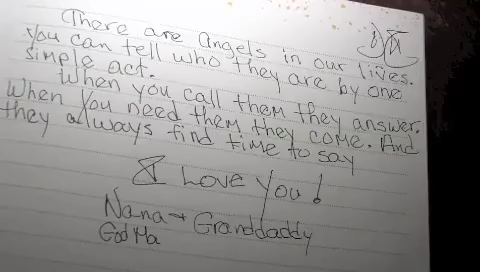 There are angels in our lives.
You can tell who they are by one
simple act.
When you call them they answer.
When you need them they come. And
they always find time to say
I Love You!
Nana + Granddaddy
God Ma